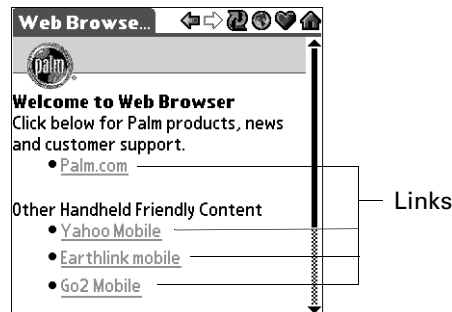 Web Browse...
palm
Welcome to Web Browser
Click below for Palm products, news
and customer support.
• Palm.com
Links
Other Handheld Friendly Content
• Yahoo Mobile
• Earthlink mobile
• Go2 Mobile